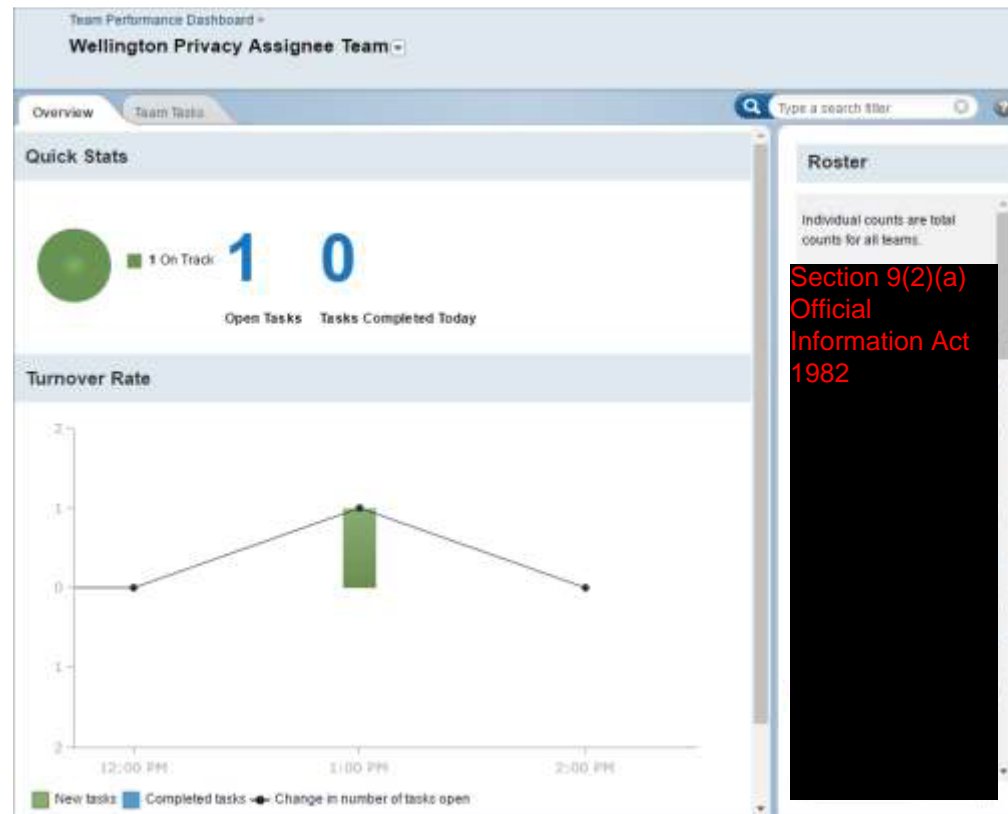 Team Performance Dashboard
Wellington Privacy Assignee Team
Overview
Team Tasks
Type a search filter
Quick Stats
1 On Track
1
0
Open Tasks
Tasks Completed Today
Turnover Rate
2
1
0
1
2
12:00 PM
1:00 PM
2:00 PM
New tasks
Completed tasks
Change in number of tasks open
Roster
Individual counts are total
counts for all teams.
Section 9(2)(a)
Official
Information Act
1982